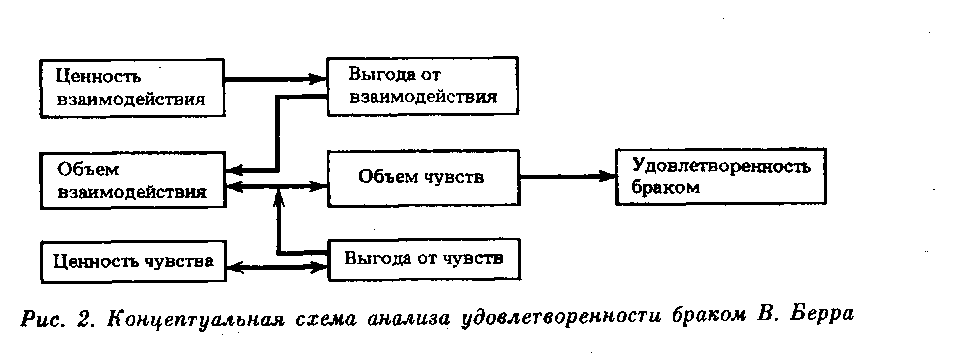 Ценность
взаимодействия
Выгода от
взаимодействия
Объем
взаимодействия
Объем чувств
Удовлетворенность
браком
Ценность чувства
Выгода от чувств
Рис. 2. Концептуальная схема анализа удовлетворенности браком В. Берра